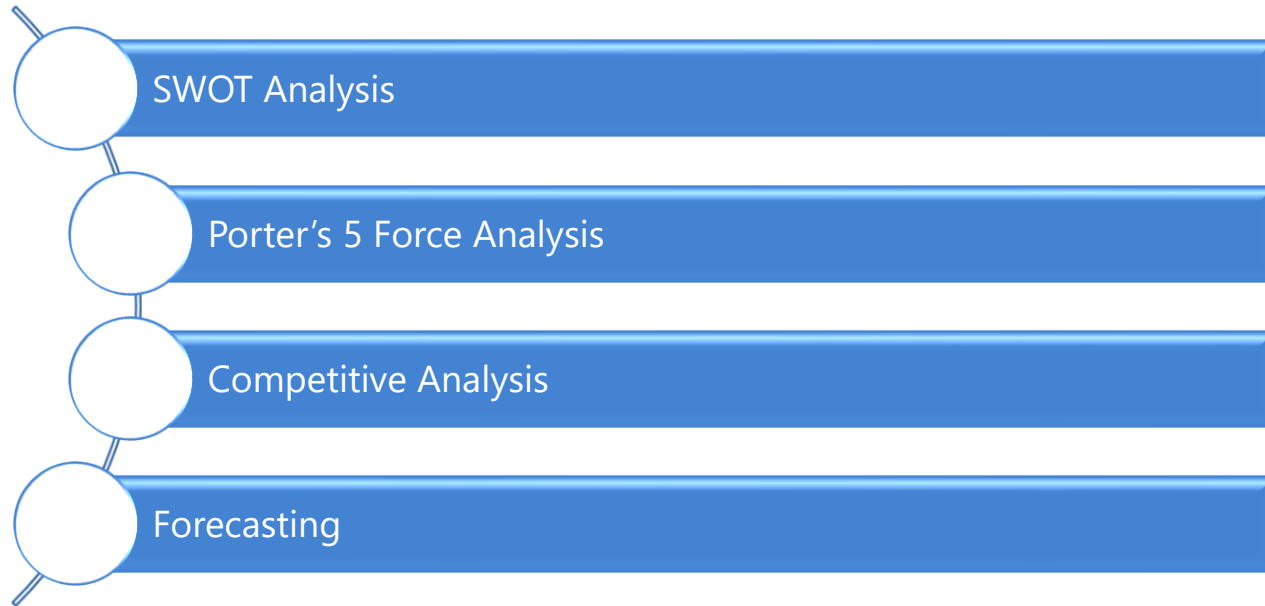 SWOT Analysis
Porter’s 5 Force Analysis
Competitive Analysis
Forecasting